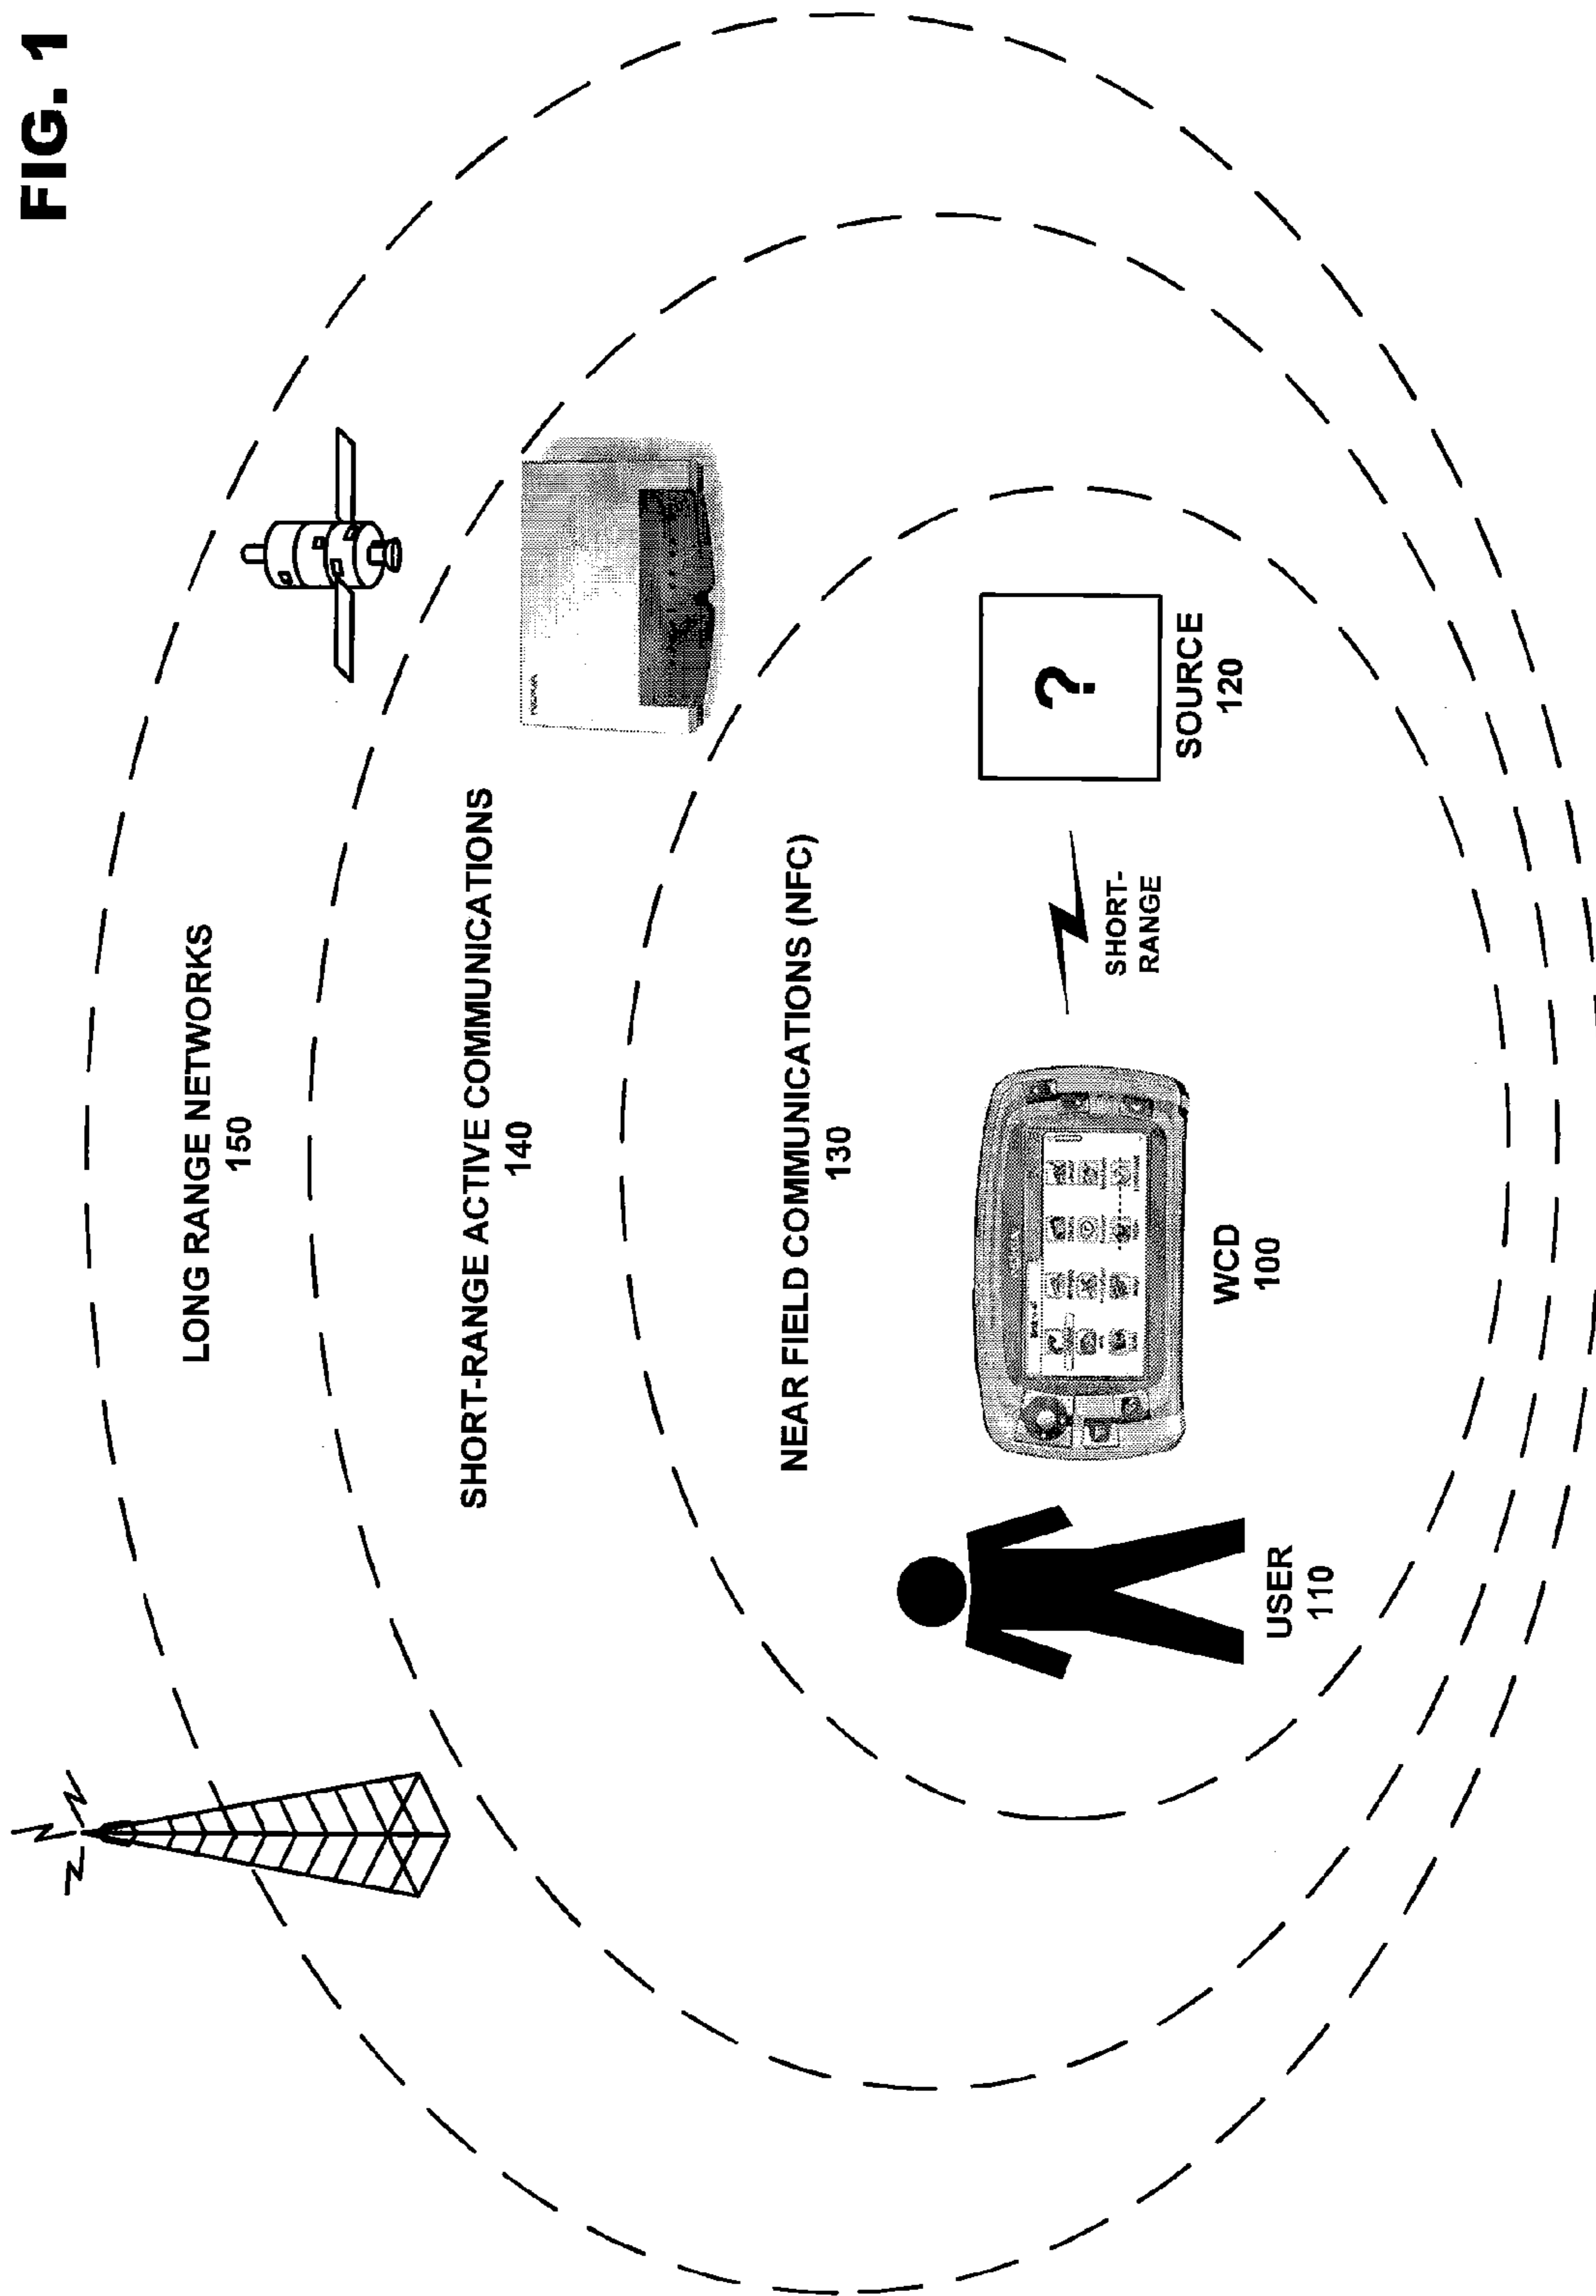 FIG. 1
LONG RANGE NETWORKS
150
SHORT-RANGE ACTIVE COMMUNICATIONS
140
NEAR FIELD COMMUNICATIONS (NFC)
130
USER
110
WCD
100
SHORT-
RANGE
?
SOURCE
120